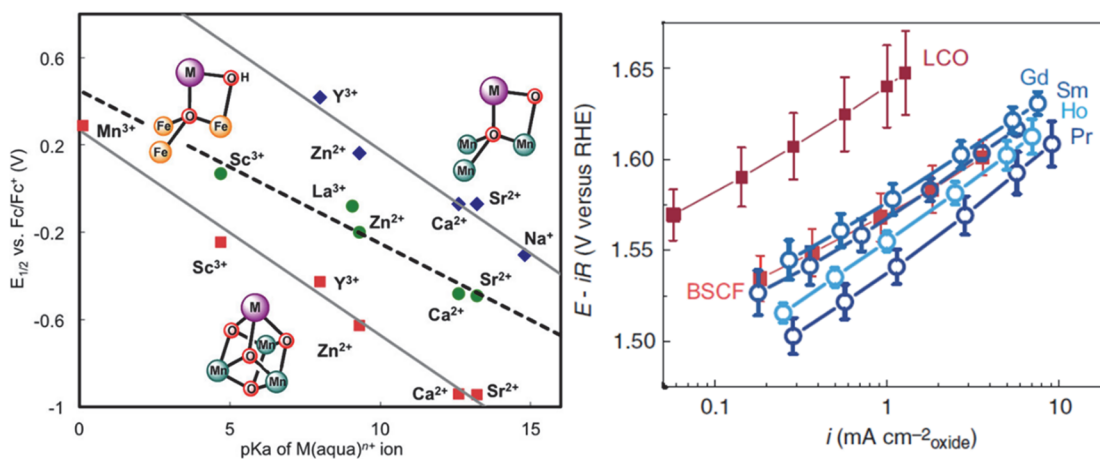 E1/2 vs. Fc/Fc+ (V)
0.6
0.2
-0.2
-0.6
-1
0
5
10
15
pKa of M(aqua)n+ ion
M
O
O H
O
Fe
Fe
Fe
Mn3+
Y3+
Zn2+
Sc3+
La3+
Zn2+
Ca2+
Sr2+
Na+
Sc3+
Y3+
Zn2+
Ca2+
Sr2+
Ca2+
Sr2+
M
O
O
Mn
Mn
Mn
M
O
O
Mn
O
Mn
Mn
O
E - iR (V versus RHE)
1.65
1.60
1.55
1.50
0.1
1
10
i (mA cm–2oxide)
LCO
BSCF
Gd
Sm
Ho
Pr